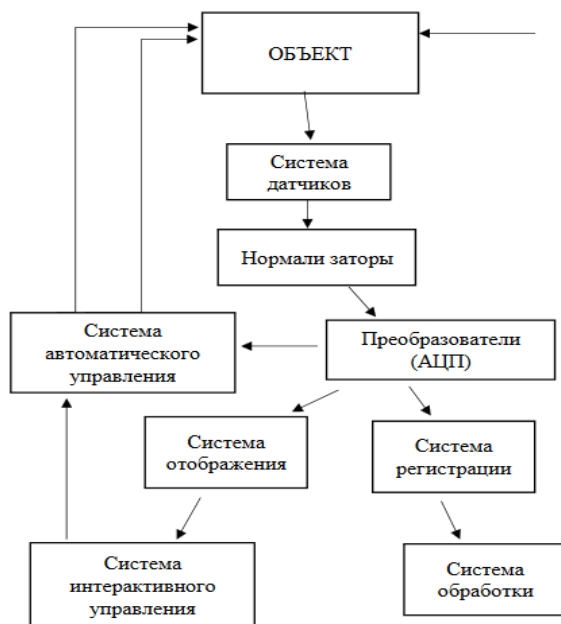 ОБЪЕКТ
Система
датчиков
Нормали заторы
Система
автоматического
управления
Преобразователи
(АЦП)
Система
отображения
Система
регистрации
Система
интерактивного
управления
Система
обработки